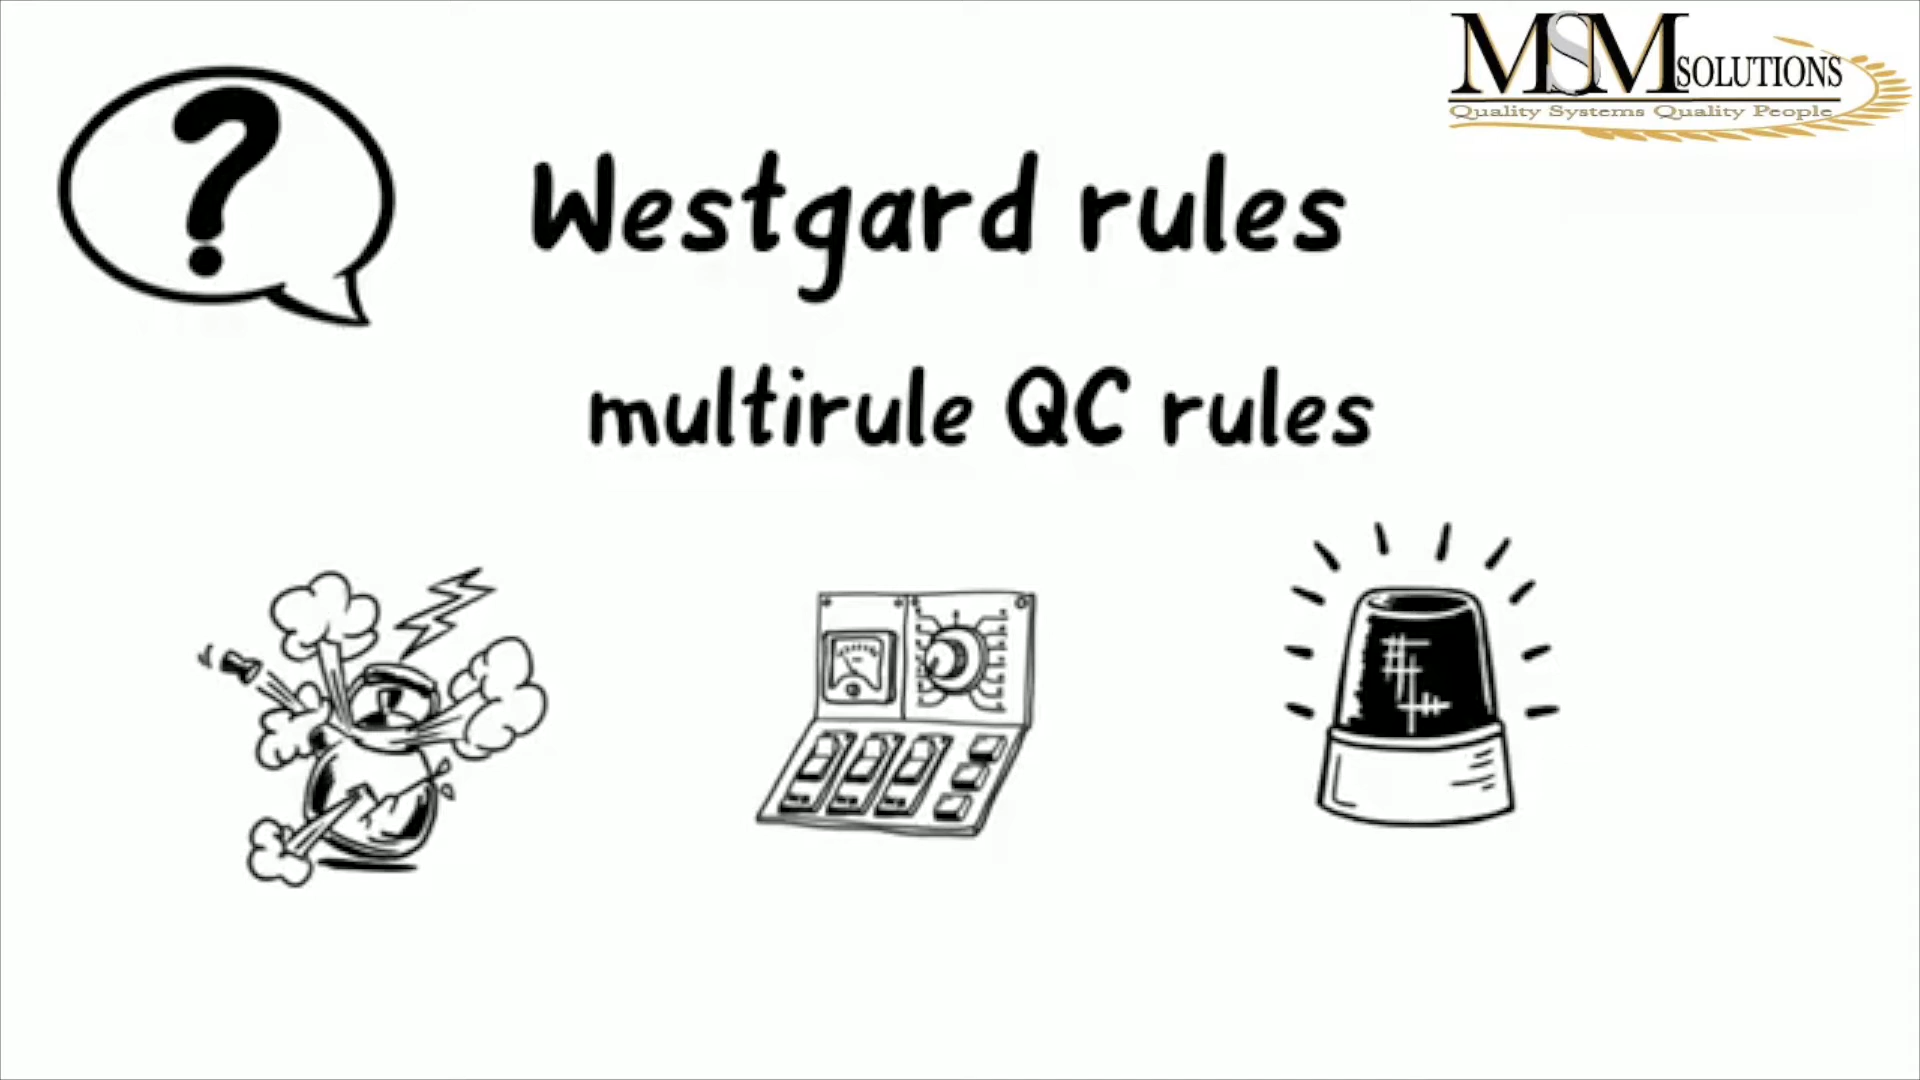 MSM SOLUTIONS
Quality Systems Quality People
?
Westgard rules
multirule QC rules